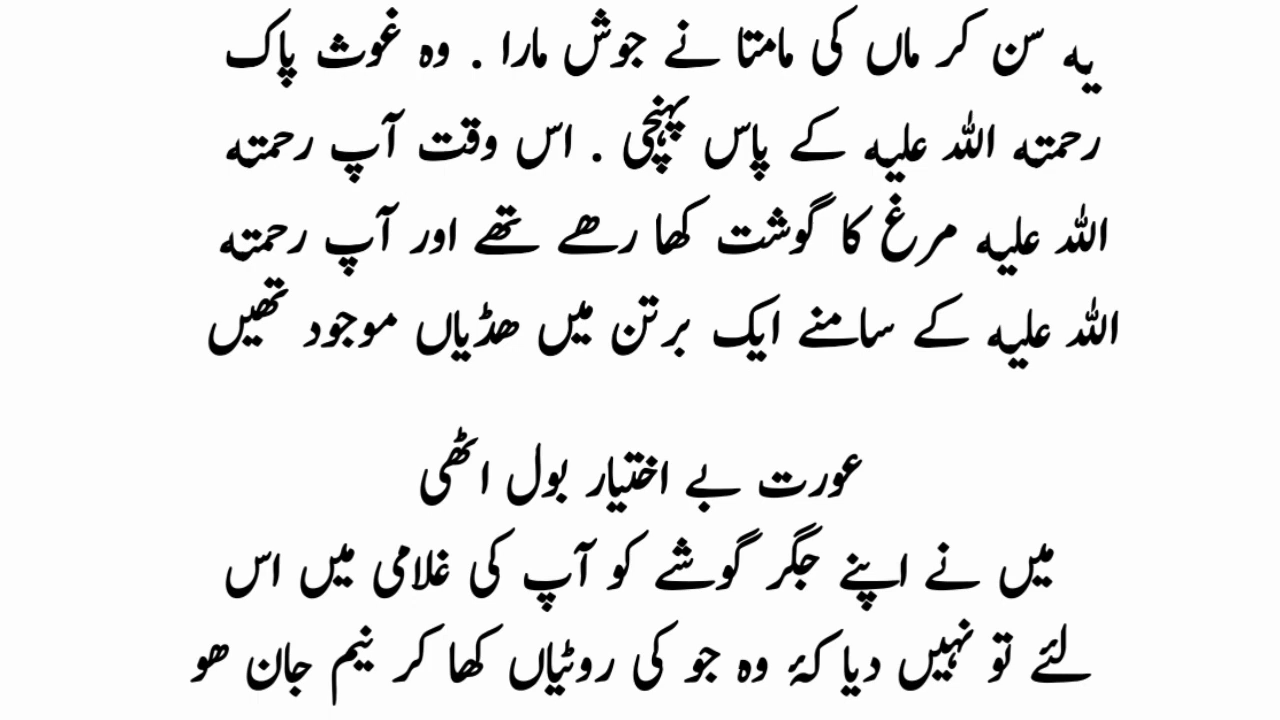 یہ سن کر ماں کی مامتا نے جوش مارا . وہ غوث پاک
رحمتہ اللہ علیہ کے پاس پہنچی . اس وقت آپ رحمتہ
اللہ علیہ مرغ کا گوشت کھا رھے تھے اور آپ رحمتہ
اللہ علیہ کے سامنے ایک برتن میں ھڈیاں موجود تھیں
عورت بے اختیار بول اٹھی
میں نے اپنے جگر گوشے کو آپ کی غلامی میں اس
لئے تو نہیں دیا کۂ وہ جو کی روٹیاں کھا کر نیم جان ھو